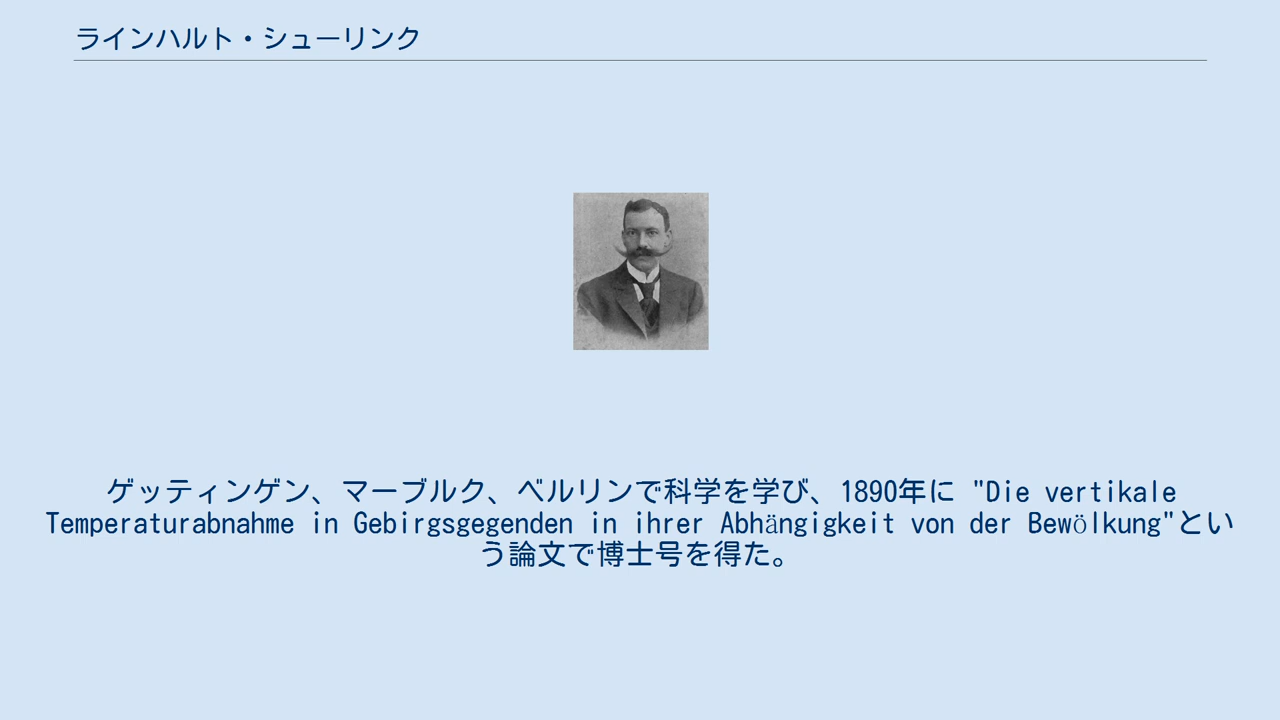 ラインハルト・シューリンク
ゲッティンゲン、マーブルク、ベルリンで科学を学び、1890年に "Die vertikale
Temperaturabnahme in Gebirgsgegenden in ihrer Abhängigkeit von der Bewölkung"とい
う論文で博士号を得た。